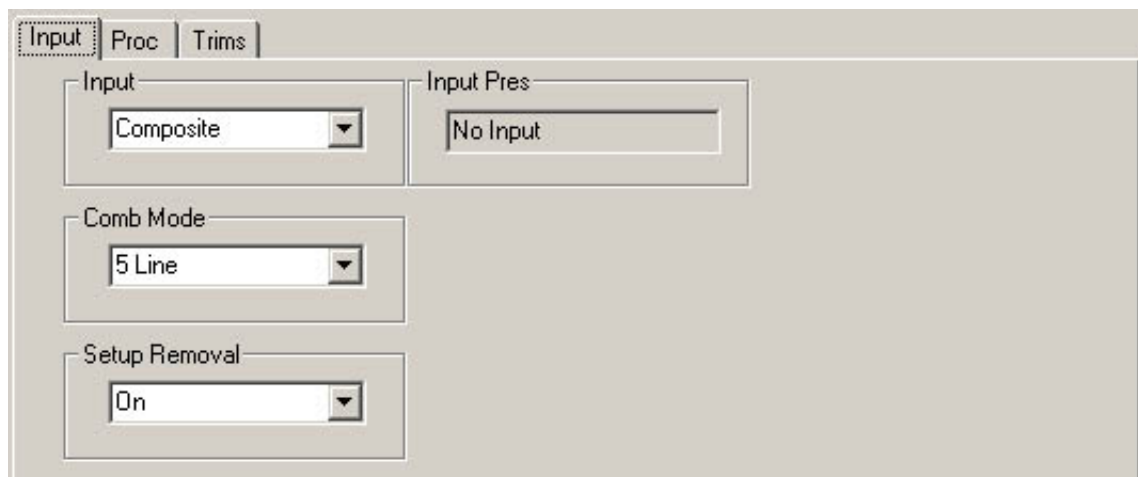 Input Proc Trims
Input Input Pres
Composite No Input
Comb Mode
5 Line
Setup Removal
On